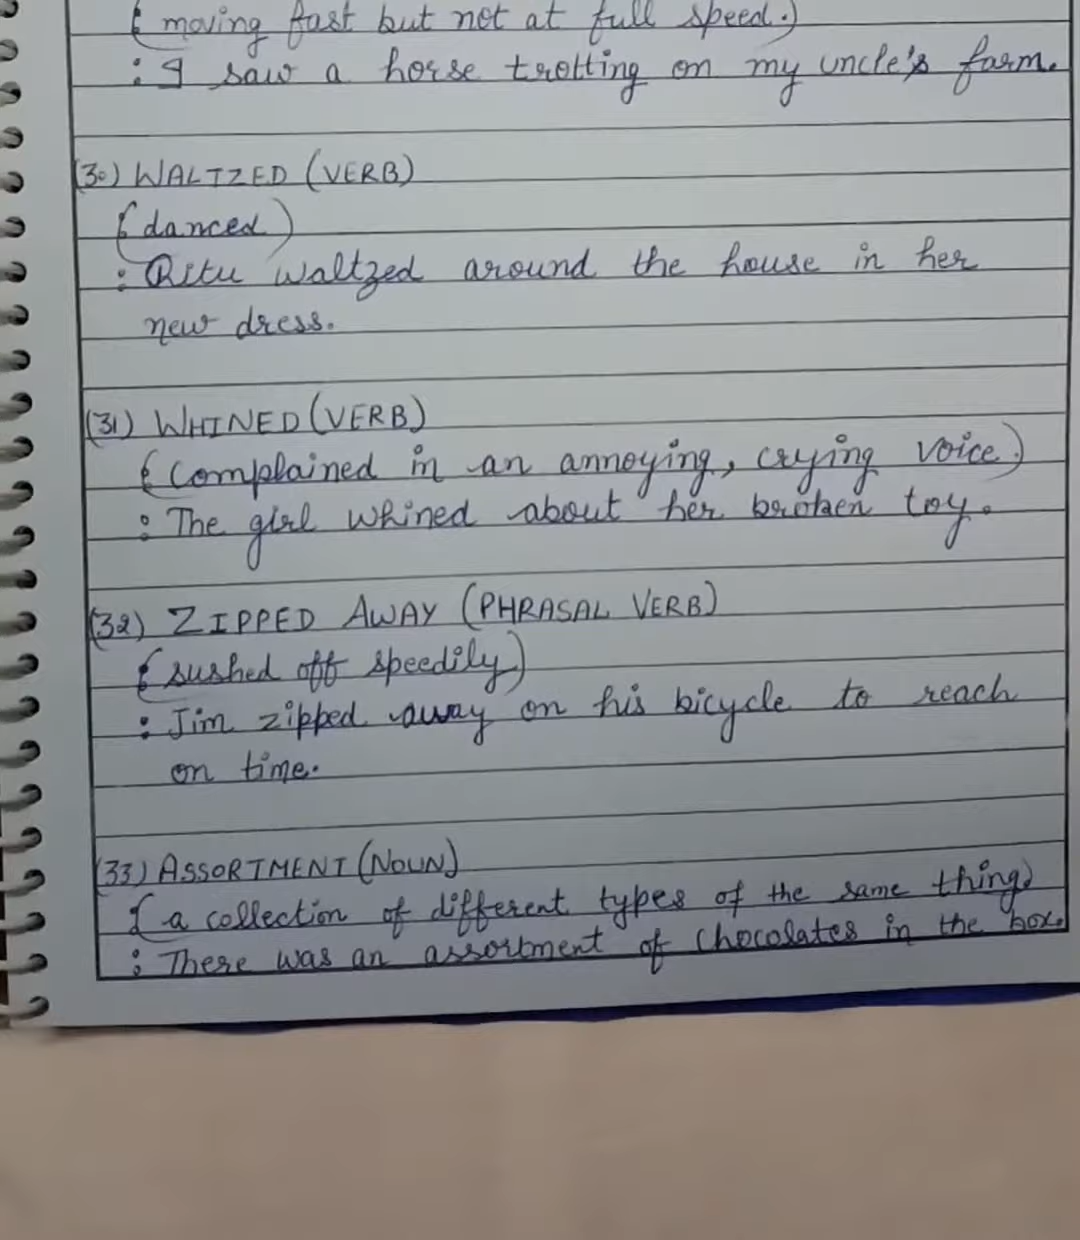 (moving fast but not at full speed.)
: I saw a horse trotting on my uncle's farm.
(30) WALTZED (VERB)
(danced)
: Ritu waltzed around the house in her
new dress.
(31) WHINED (VERB)
(Complained in an annoying, crying voice.)
: The girl whined about her broken toy.
(32) ZIPPED AWAY (PHRASAL VERB)
(rushed off speedily)
: Jim zipped away on his bicycle to reach
on time.
(33) ASSORTMENT (NOUN)
(a collection of different types of the same thing)
: There was an assortment of chocolates in the box.